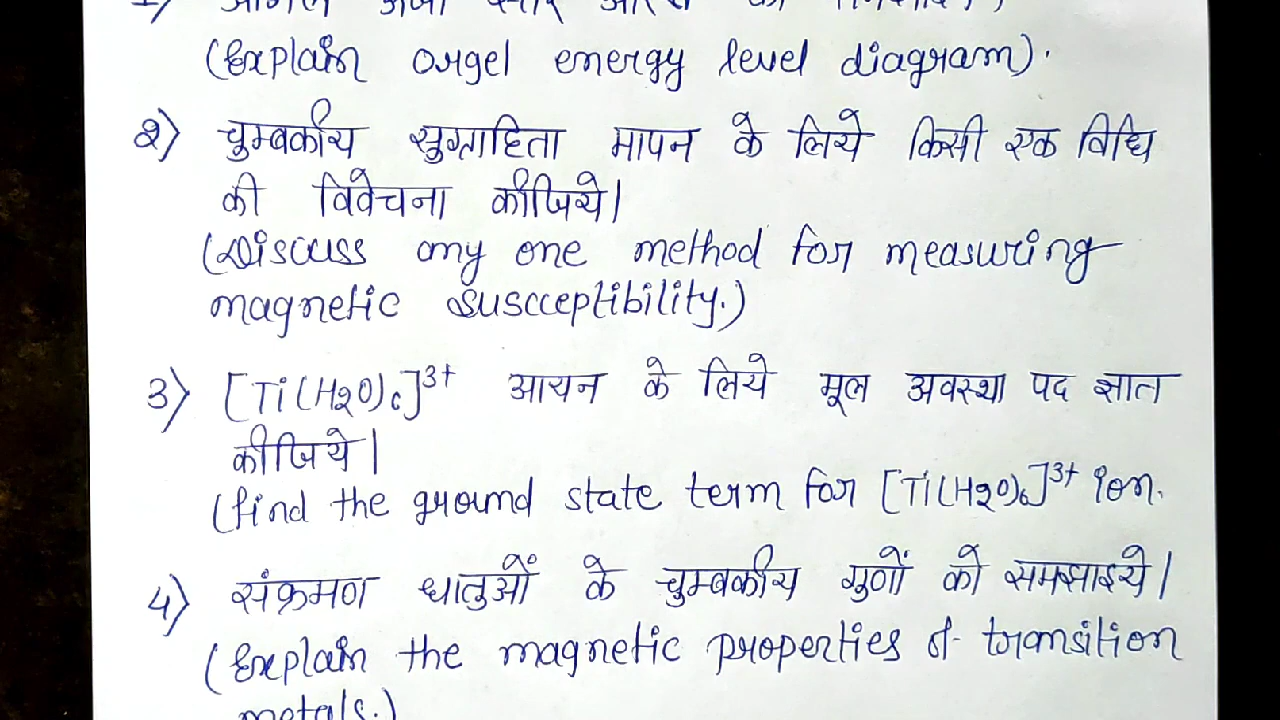 (Explain orgel energy level diagram).
2) चुम्बकीय सुग्राहिता मापन के लिये किसी एक विधि
की विवेचना कीजिये।
(Discuss any one method for measuring
magnetic suscceptibility.)
3) [Ti(H2O)6]3+ आयन के लिये मूल अवस्था पद ज्ञात
कीजिये।
(find the ground state term for [Ti(H2O)6]3+ ion.
4) संक्रमण धातुओं के चुम्बकीय गुणों को समझाइये।
(Explain the magnetic properties of transition
metals.)